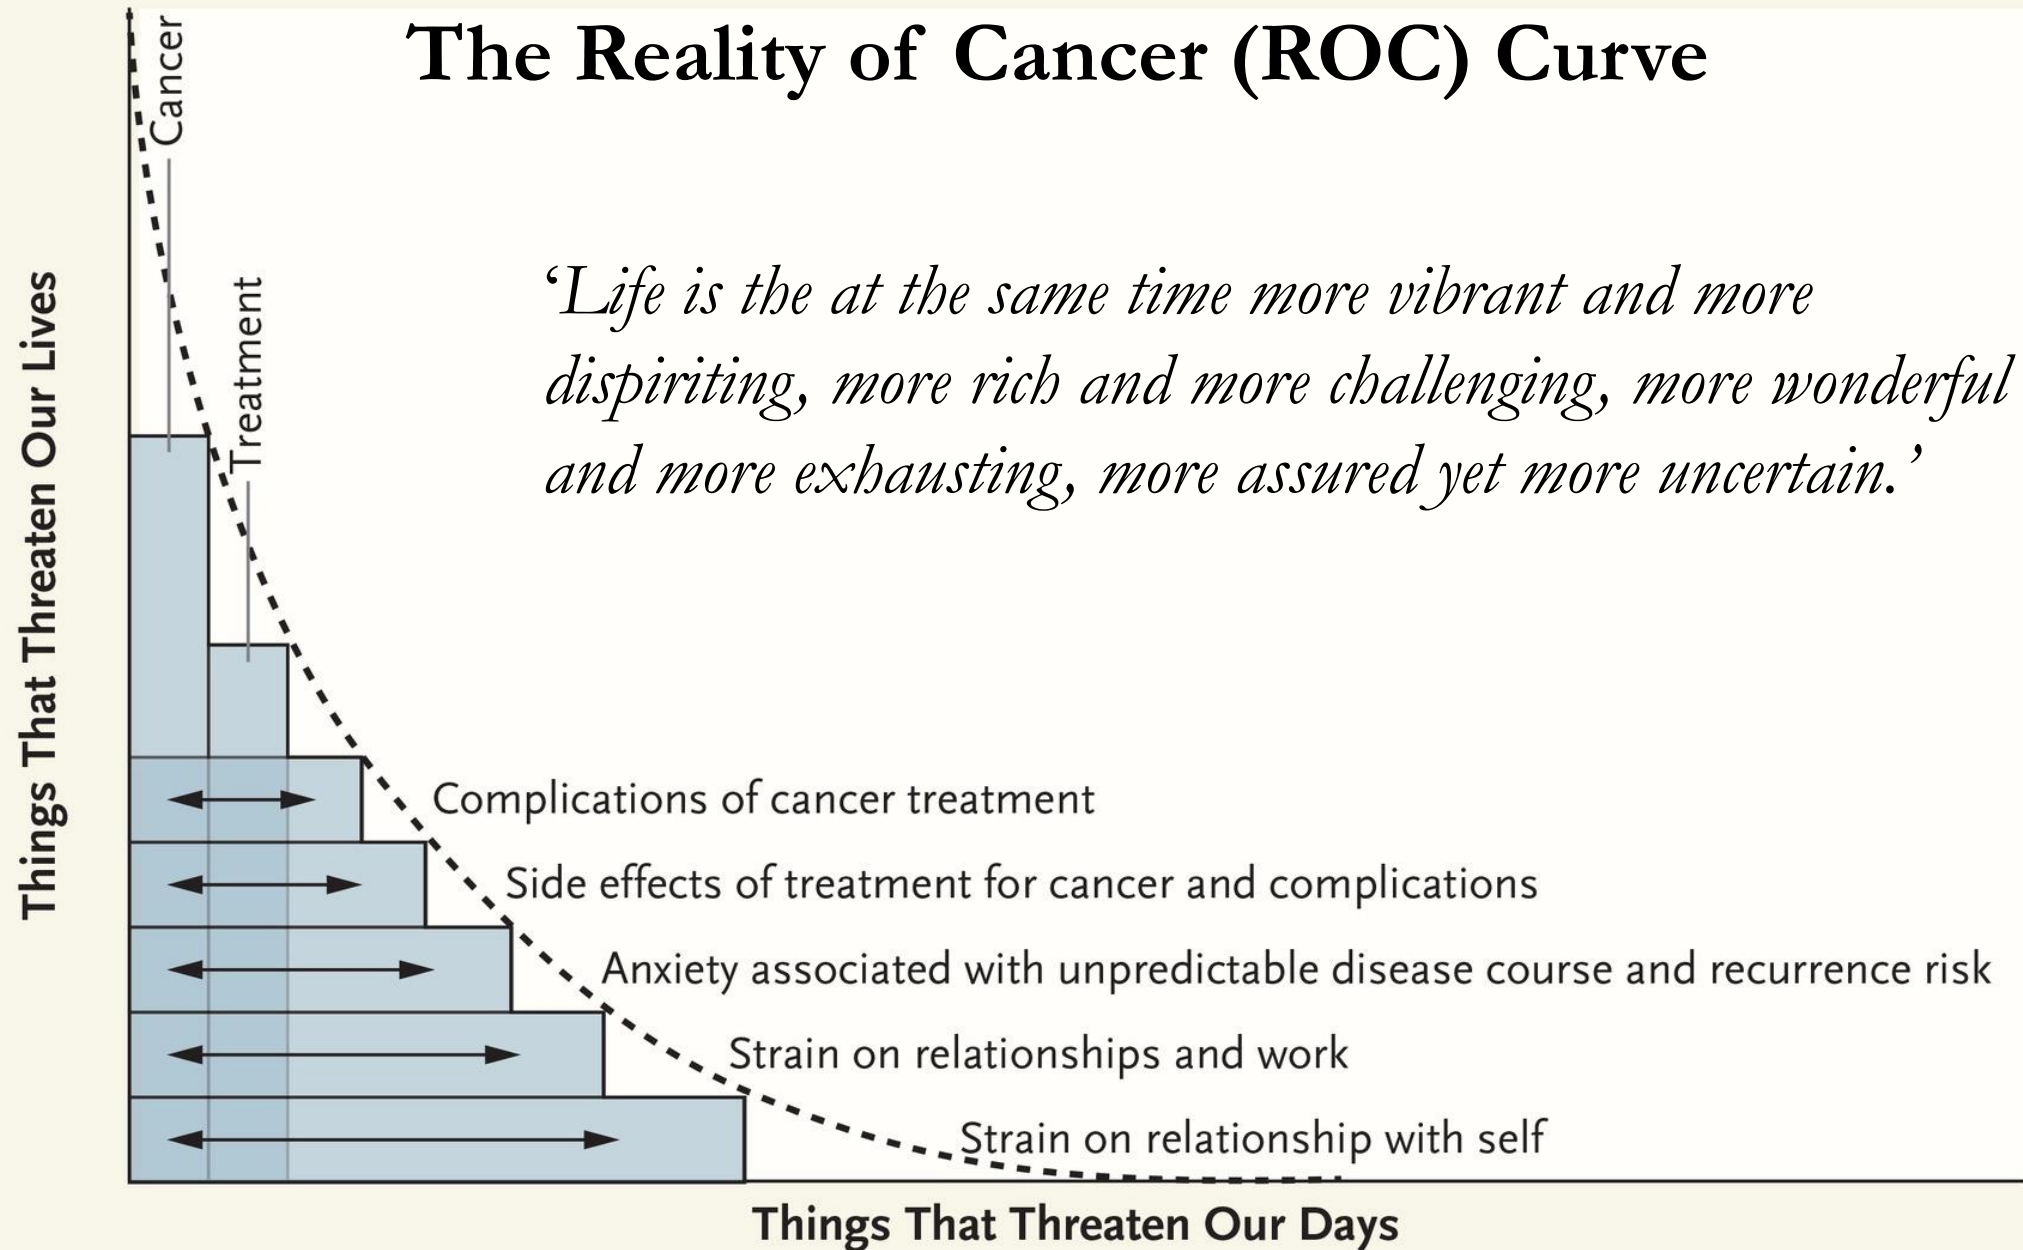 The Reality of Cancer (ROC) Curve
Cancer
Treatment
Things That Threaten Our Lives
‘Life is the at the same time more vibrant and more
dispiriting, more rich and more challenging, more wonderful
and more exhausting, more assured yet more uncertain.’
Complications of cancer treatment
Side effects of treatment for cancer and complications
Anxiety associated with unpredictable disease course and recurrence risk
Strain on relationships and work
Strain on relationship with self
Things That Threaten Our Days